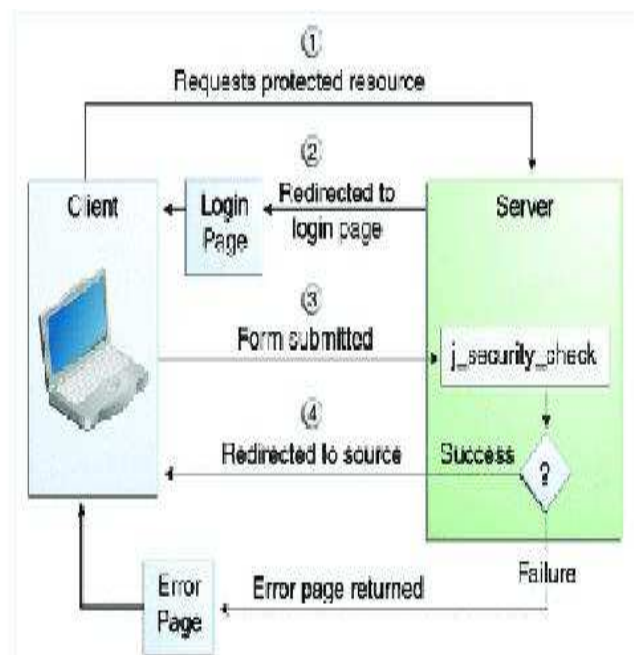 ①
Requests protected resource
②
Client
Login
Page
Redirected to
login page
Server
③
Form submitted
j_security_check
④
Redirected to source
Success
?
Failure
Error
Page
Error page returned